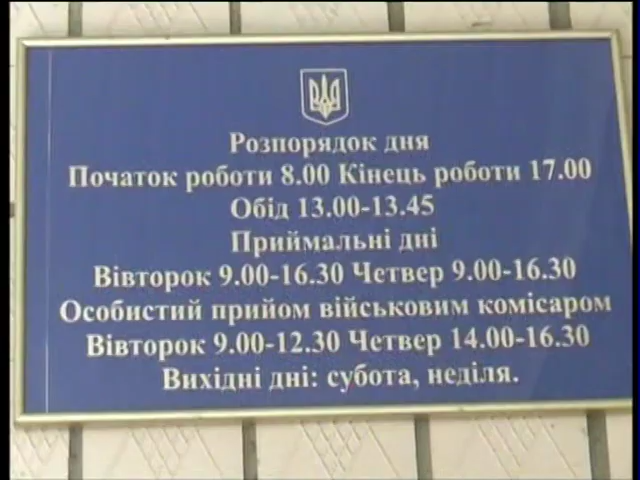 Розпорядок дня
Початок роботи 8.00 Кінець роботи 17.00
Обід 13.00-13.45
Приймальні дні
Вівторок 9.00-16.30 Четвер 9.00-16.30
Особистий прийом військовим комісаром
Вівторок 9.00-12.30 Четвер 14.00-16.30
Вихідні дні: субота, неділя.